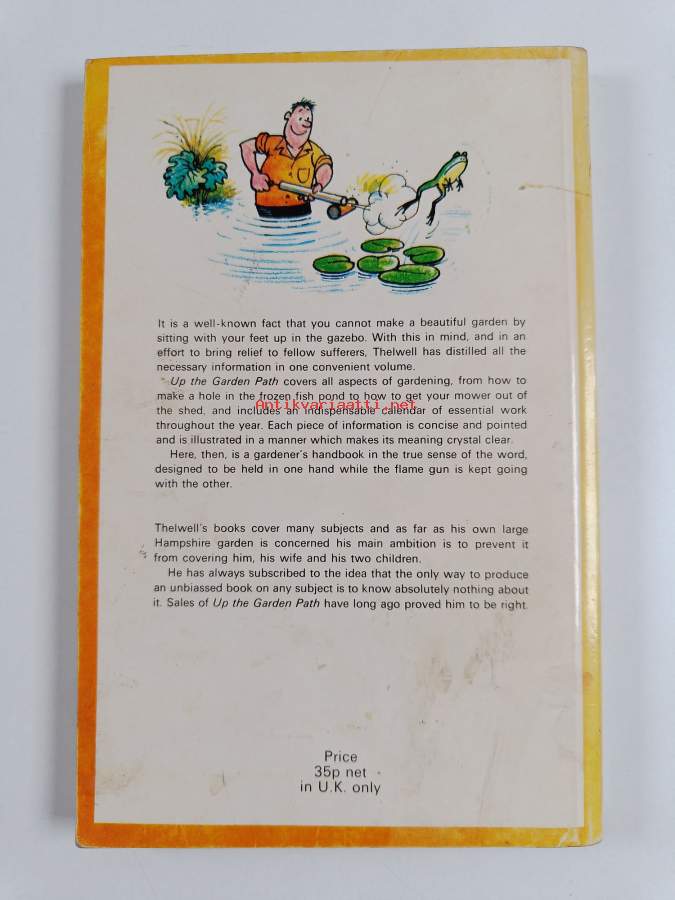 It is a well-known fact that you cannot make a beautiful garden by
sitting with your feet up in the gazebo. With this in mind, and in an
effort to bring relief to fellow sufferers, Thelwell has distilled all the
necessary information in one convenient volume.
Up the Garden Path covers all aspects of gardening, from how to
make a hole in the frozen fish pond to how to get your mower out
Antikvariaatti.net
of the shed, and includes an indispensable calendar of essential work
throughout the year. Each piece of information is concise and pointed
and is illustrated in a manner which makes its meaning crystal clear.
Here, then, is a gardener's handbook in the true sense of the word,
designed to be held in one hand while the flame gun is kept going
with the other.
Thelwell's books cover many subjects and as far as his own large
Hampshire garden is concerned his main ambition is to prevent it
from covering him, his wife and his two children.
He has always subscribed to the idea that the only way to produce
an unbiassed book on any subject is to know absolutely nothing about
it. Sales of Up the Garden Path have long ago proved him to be right.
Price
35p net
in U.K. only